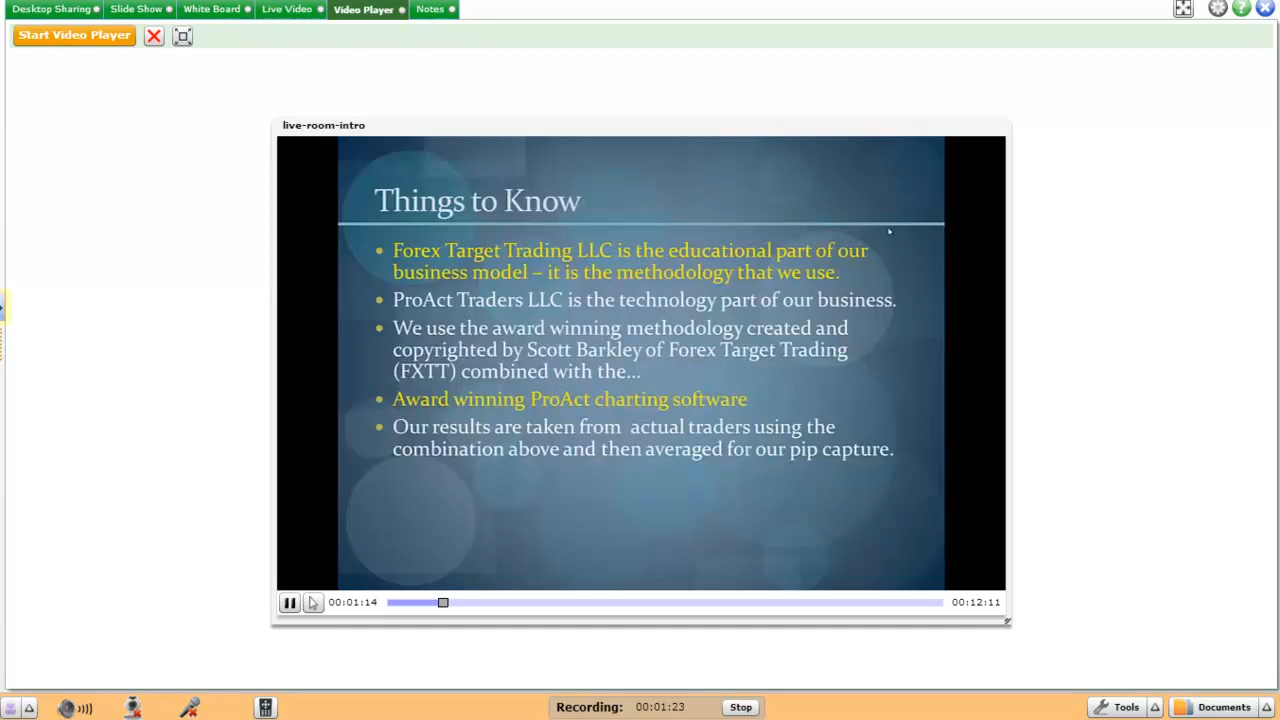 Desktop Sharing
Slide Show
White Board
Live Video
Video Player
Notes
Start Video Player
live-room-intro
Things to Know
• Forex Target Trading LLC is the educational part of our
business model – it is the methodology that we use.
• ProAct Traders LLC is the technology part of our business.
• We use the award winning methodology created and
copyrighted by Scott Barkley of Forex Target Trading
(FXTT) combined with the...
• Award winning ProAct charting software
• Our results are taken from actual traders using the
combination above and then averaged for our pip capture.
00:01:14
00:12:11
Recording: 00:01:23
Stop
Tools
Documents